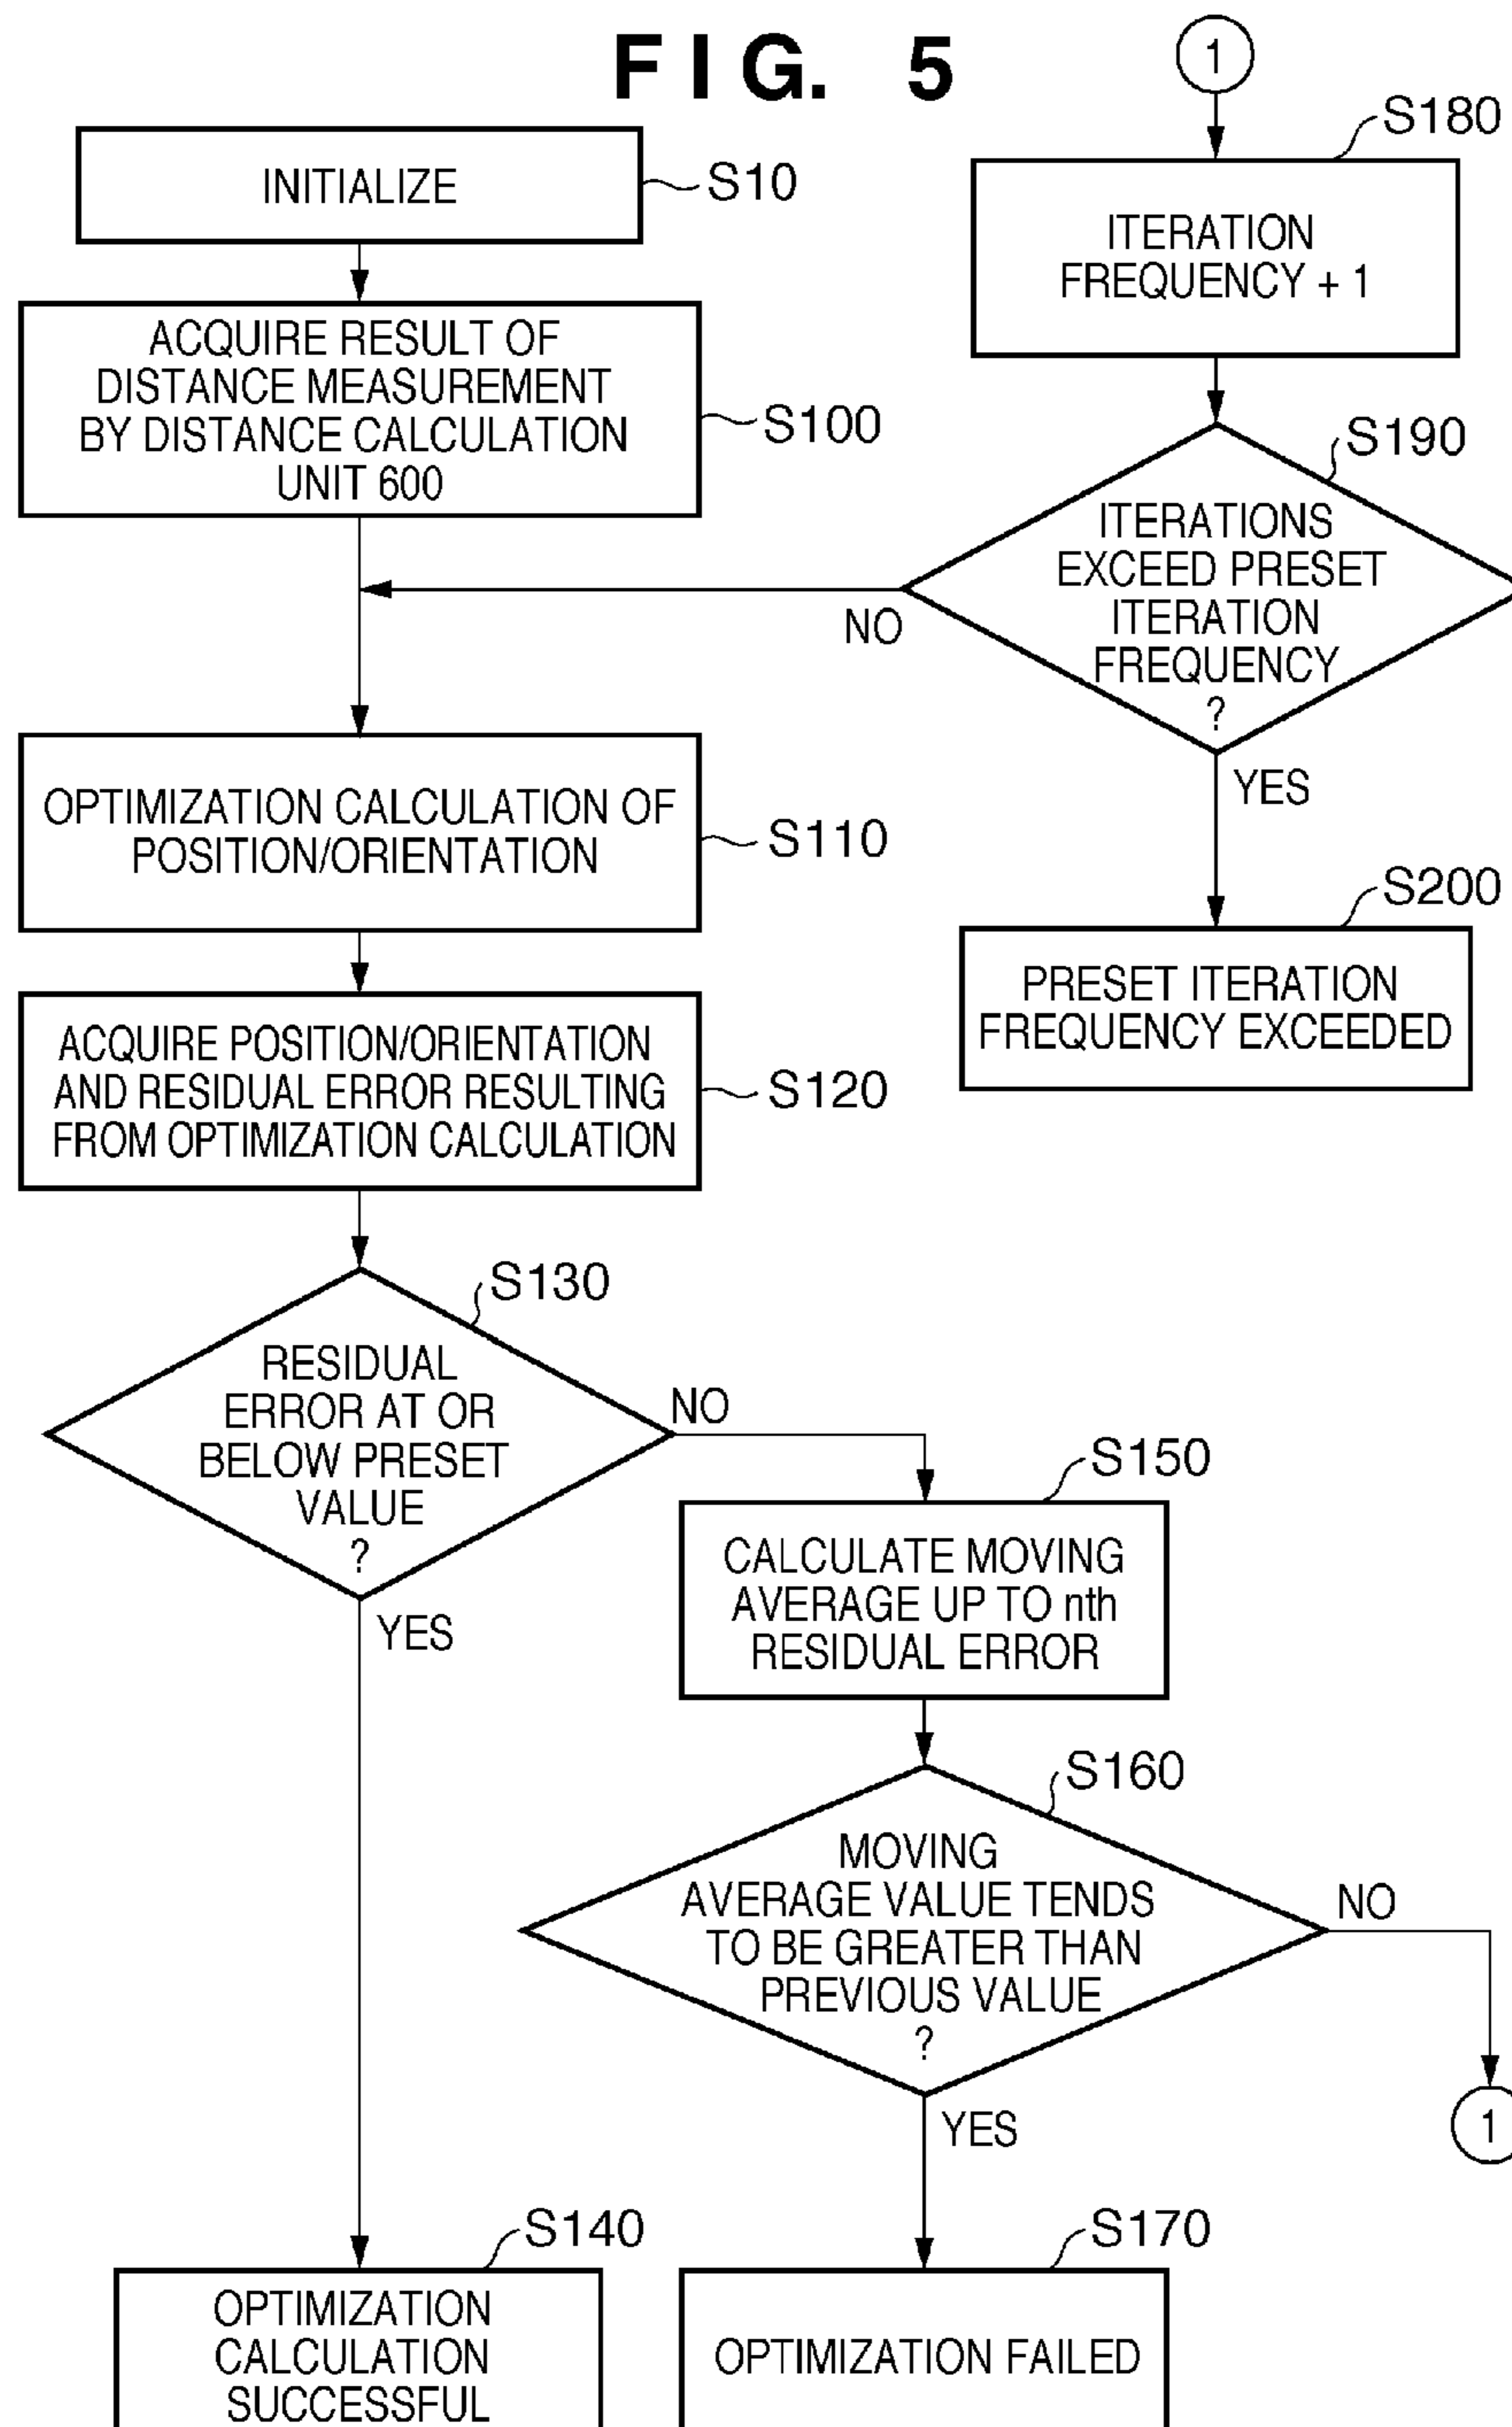 FIG. 5
INITIALIZE
S10
ACQUIRE RESULT OF
DISTANCE MEASUREMENT
BY DISTANCE CALCULATION
UNIT 600
S100
OPTIMIZATION CALCULATION OF
POSITION/ORIENTATION
S110
ACQUIRE POSITION/ORIENTATION
AND RESIDUAL ERROR RESULTING
FROM OPTIMIZATION CALCULATION
S120
S130
RESIDUAL
ERROR AT OR
BELOW PRESET
VALUE
?
NO
YES
S140
OPTIMIZATION
CALCULATION
SUCCESSFUL
S150
CALCULATE MOVING
AVERAGE UP TO nth
RESIDUAL ERROR
S160
MOVING
AVERAGE VALUE TENDS
TO BE GREATER THAN
PREVIOUS VALUE
?
NO
1
YES
S170
OPTIMIZATION FAILED
1
S180
ITERATION
FREQUENCY + 1
S190
ITERATIONS
EXCEED PRESET
ITERATION
FREQUENCY
?
NO
YES
S200
PRESET ITERATION
FREQUENCY EXCEEDED